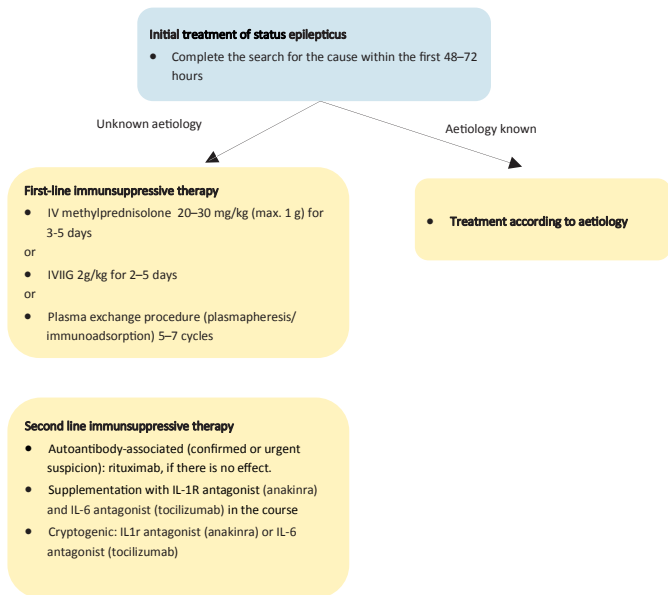 Initial treatment of status epilepticus
● Complete the search for the cause within the first 48–72
hours
Unknown aetiology
Aetiology known
First-line immunsuppressive therapy
● IV methylprednisolone 20–30 mg/kg (max. 1 g) for
3-5 days
or
● IVIIG 2g/kg for 2–5 days
or
● Plasma exchange procedure (plasmapheresis/
immunoadsorption) 5–7 cycles
● Treatment according to aetiology
Second line immunsuppressive therapy
● Autoantibody-associated (confirmed or urgent
suspicion): rituximab, if there is no effect.
● Supplementation with IL-1R antagonist (anakinra)
and IL-6 antagonist (tocilizumab) in the course
● Cryptogenic: IL1r antagonist (anakinra) or IL-6
antagonist (tocilizumab)